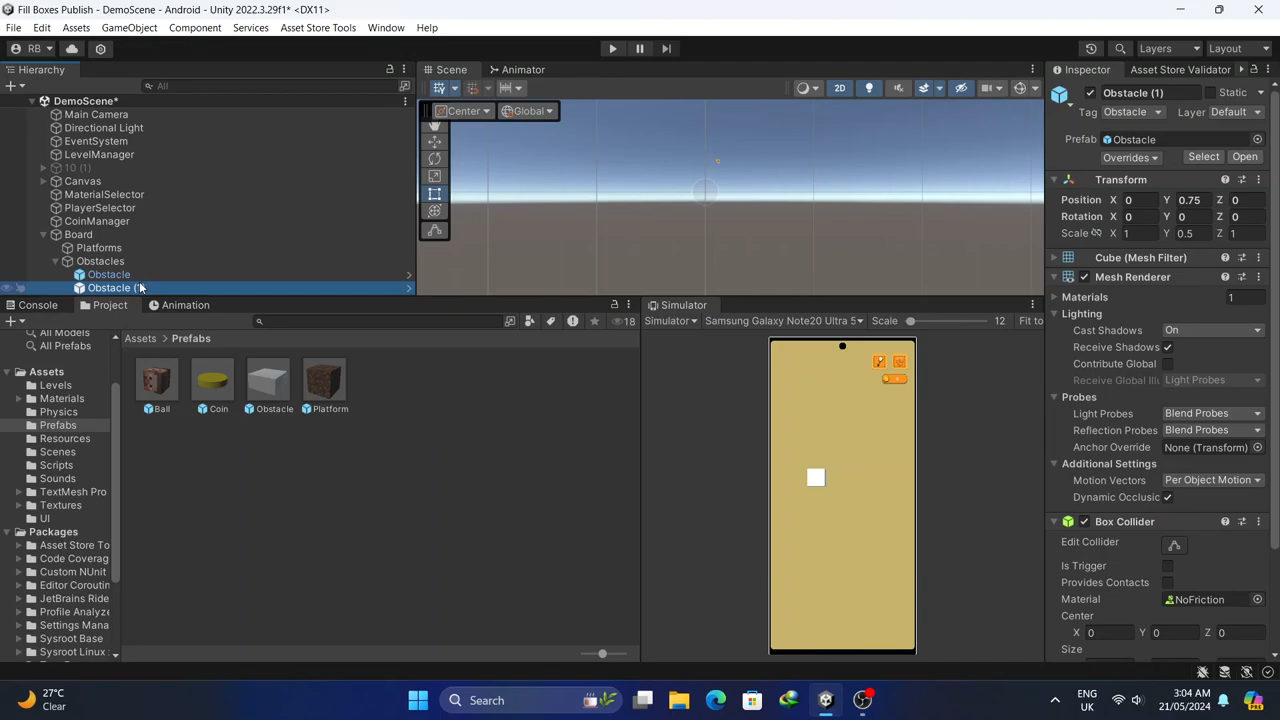 Fill Boxes Publish - DemoScene - Android - Unity 2022.3.29f1* <DX11>
File Edit Assets GameObject Component Services Asset Store Tools Window Help
RB Layers Layout
Hierarchy
All
DemoScene*
Main Camera
Directional Light
EventSystem
LevelManager
10 (1)
Canvas
MaterialSelector
PlayerSelector
CoinManager
Board
Platforms
Obstacles
Obstacle
Obstacle (1
Scene Animator
2D
Center Global
Console Project Animation
18
All Models
All Prefabs
Assets
Levels
Materials
Physics
Prefabs
Resources
Scenes
Scripts
Sounds
TextMesh Pro
Textures
UI
Packages
Asset Store To
Code Coverag
Custom NUnit
Editor Coroutin
JetBrains Ride
Profile Analyze
Settings Mana
Sysroot Base
Sysroot Linux
Assets Prefabs
Ball Coin Obstacle Platform
Simulator
Simulator Samsung Galaxy Note20 Ultra 5 Scale 12 Fit to
Inspector Asset Store Validator
Obstacle (1) Static
Tag Obstacle Layer Default
Prefab Obstacle
Overrides Select Open
Transform
Position X 0 Y 0.75 Z 0
Rotation X 0 Y 0 Z 0
Scale X 1 Y 0.5 Z 1
Cube (Mesh Filter)
Mesh Renderer
Materials 1
Lighting
Cast Shadows On
Receive Shadows
Contribute Global
Receive Global Illu Light Probes
Probes
Light Probes Blend Probes
Reflection Probes Blend Probes
Anchor Override None (Transform)
Additional Settings
Motion Vectors Per Object Motion
Dynamic Occlusic
Box Collider
Edit Collider
Is Trigger
Provides Contacts
Material NoFriction
Center
X 0 Y 0 Z 0
Size
27°C
Clear
Search
ENG
UK
3:04 AM
21/05/2024